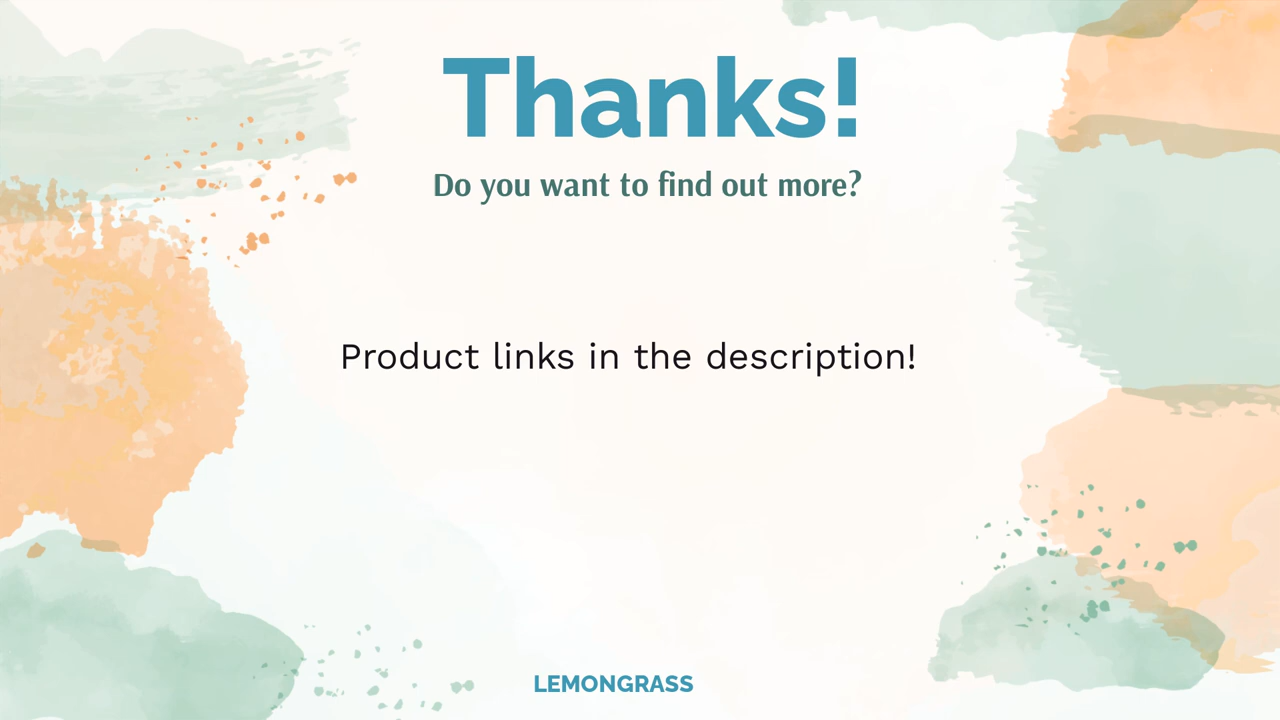 Thanks!
Do you want to find out more?
Product links in the description!
LEMONGRASS